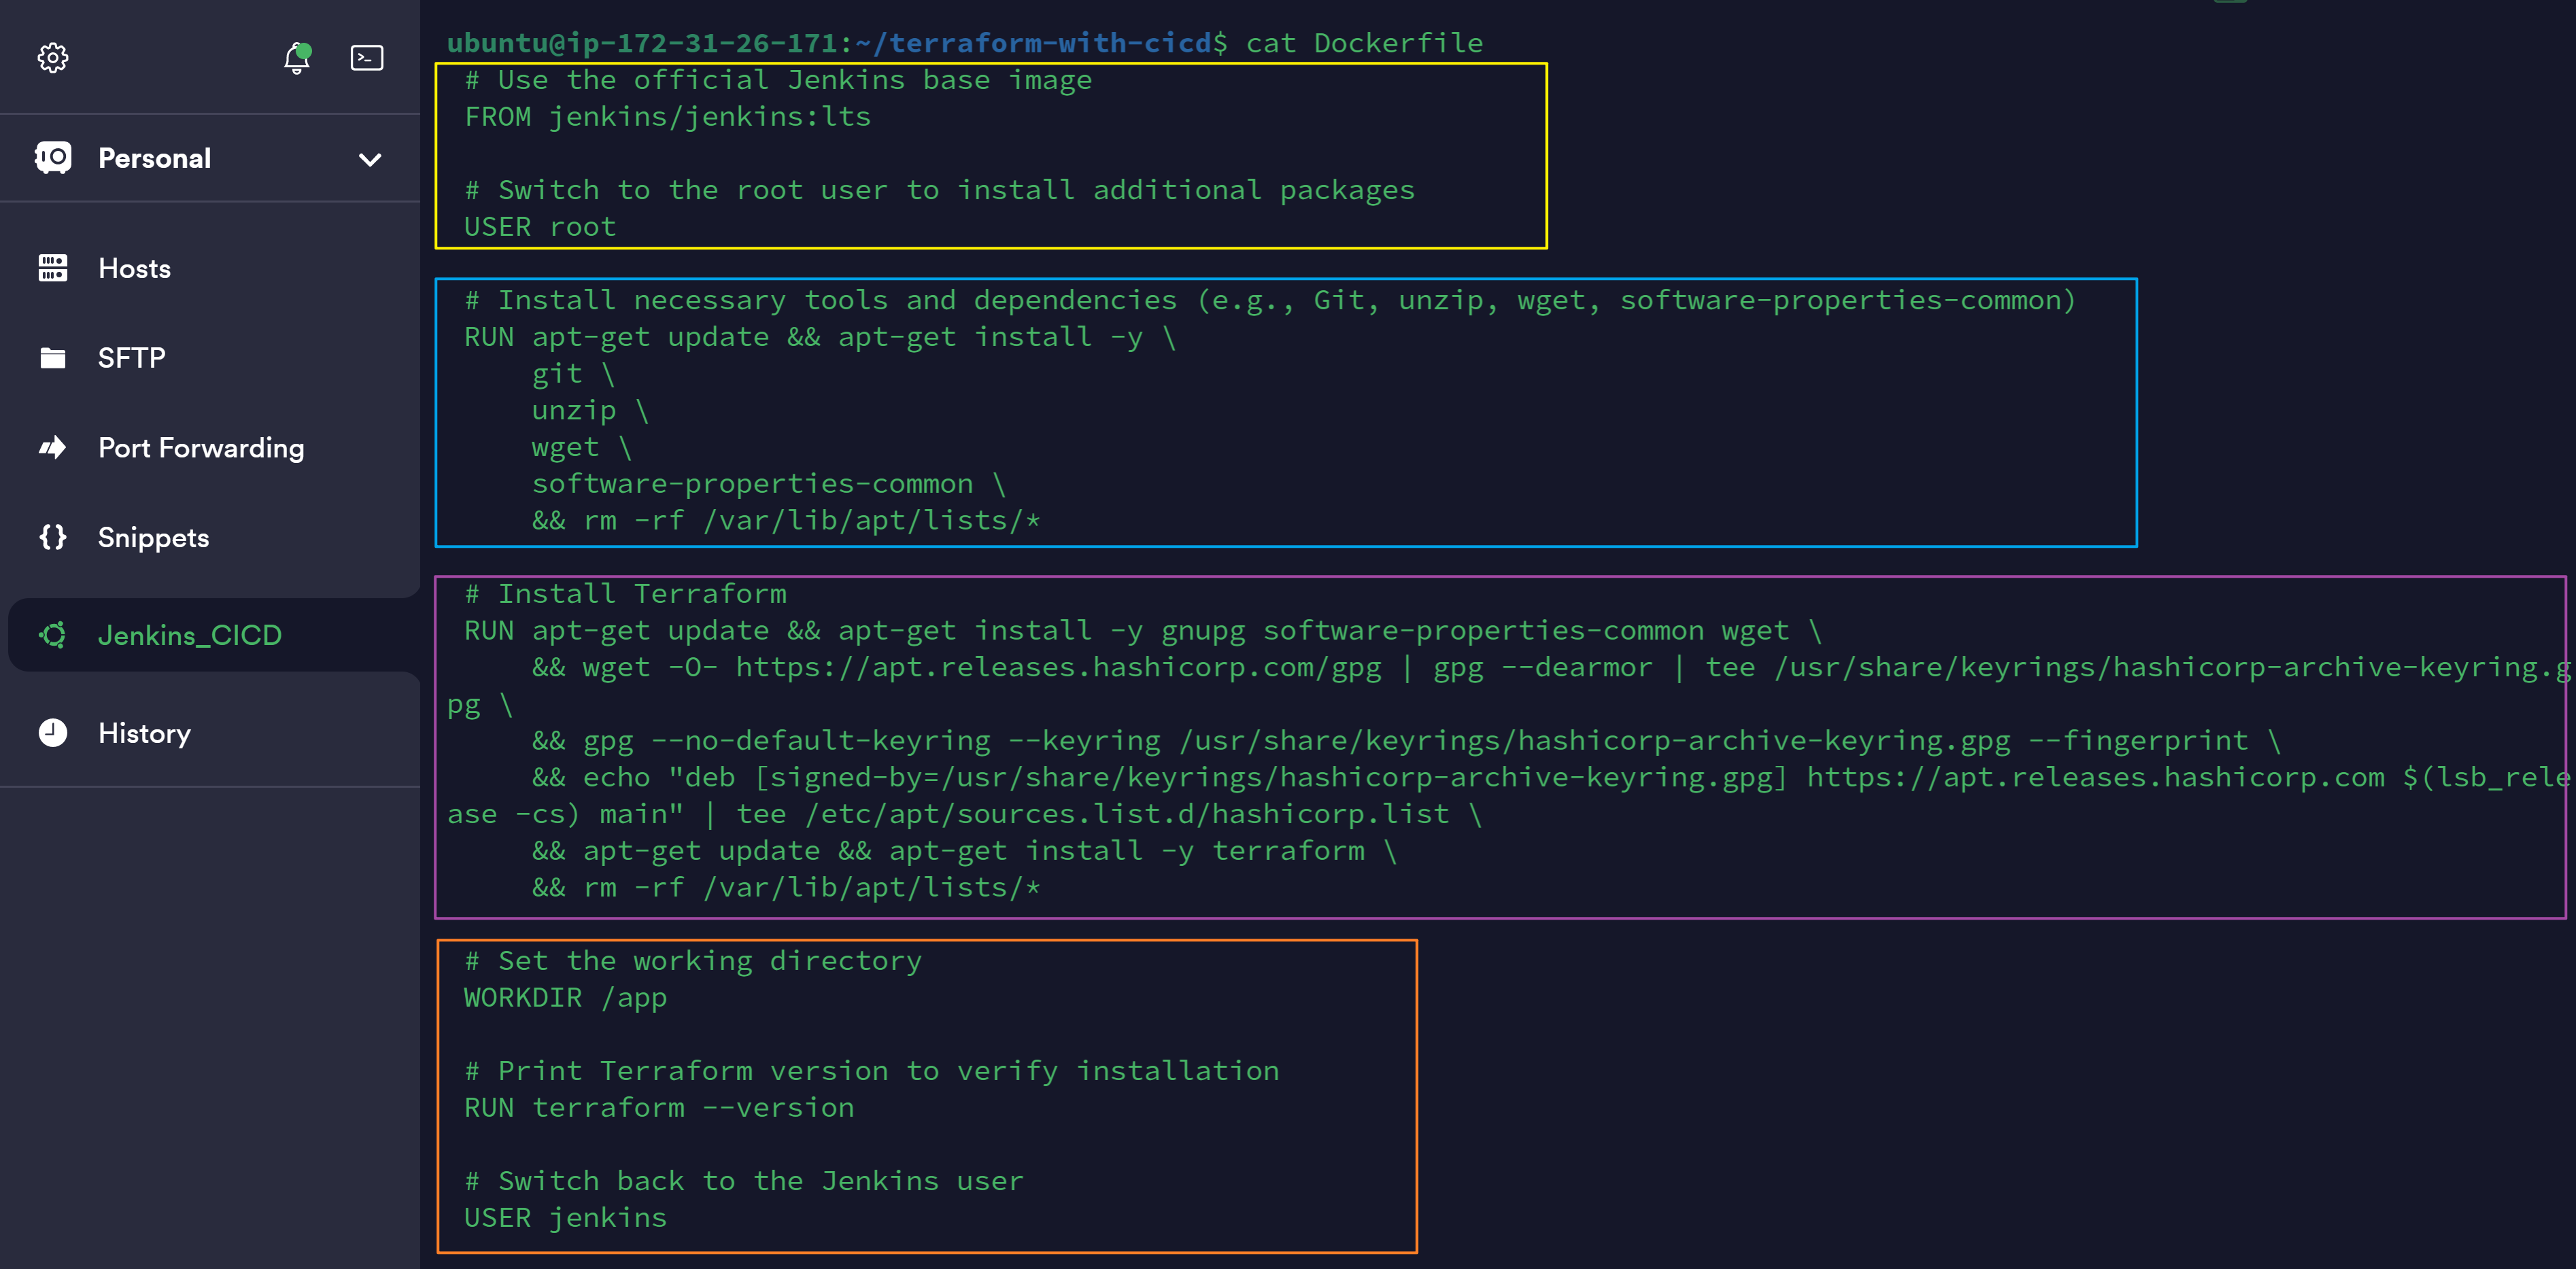 Personal
Hosts
SFTP
Port Forwarding
Snippets
Jenkins_CICD
History
ubuntu@ip-172-31-26-171:~/terraform-with-cicd$ cat Dockerfile
# Use the official Jenkins base image
FROM jenkins/jenkins:lts
# Switch to the root user to install additional packages
USER root
# Install necessary tools and dependencies (e.g., Git, unzip, wget, software-properties-common)
RUN apt-get update && apt-get install -y \
git \
unzip \
wget \
software-properties-common \
&& rm -rf /var/lib/apt/lists/*
# Install Terraform
RUN apt-get update && apt-get install -y gnupg software-properties-common wget \
&& wget -O- https://apt.releases.hashicorp.com/gpg | gpg --dearmor | tee /usr/share/keyrings/hashicorp-archive-keyring.g
pg \
&& gpg --no-default-keyring --keyring /usr/share/keyrings/hashicorp-archive-keyring.gpg --fingerprint \
&& echo "deb [signed-by=/usr/share/keyrings/hashicorp-archive-keyring.gpg] https://apt.releases.hashicorp.com $(lsb_rele
ase -cs) main" | tee /etc/apt/sources.list.d/hashicorp.list \
&& apt-get update && apt-get install -y terraform \
&& rm -rf /var/lib/apt/lists/*
# Set the working directory
WORKDIR /app
# Print Terraform version to verify installation
RUN terraform --version
# Switch back to the Jenkins user
USER jenkins